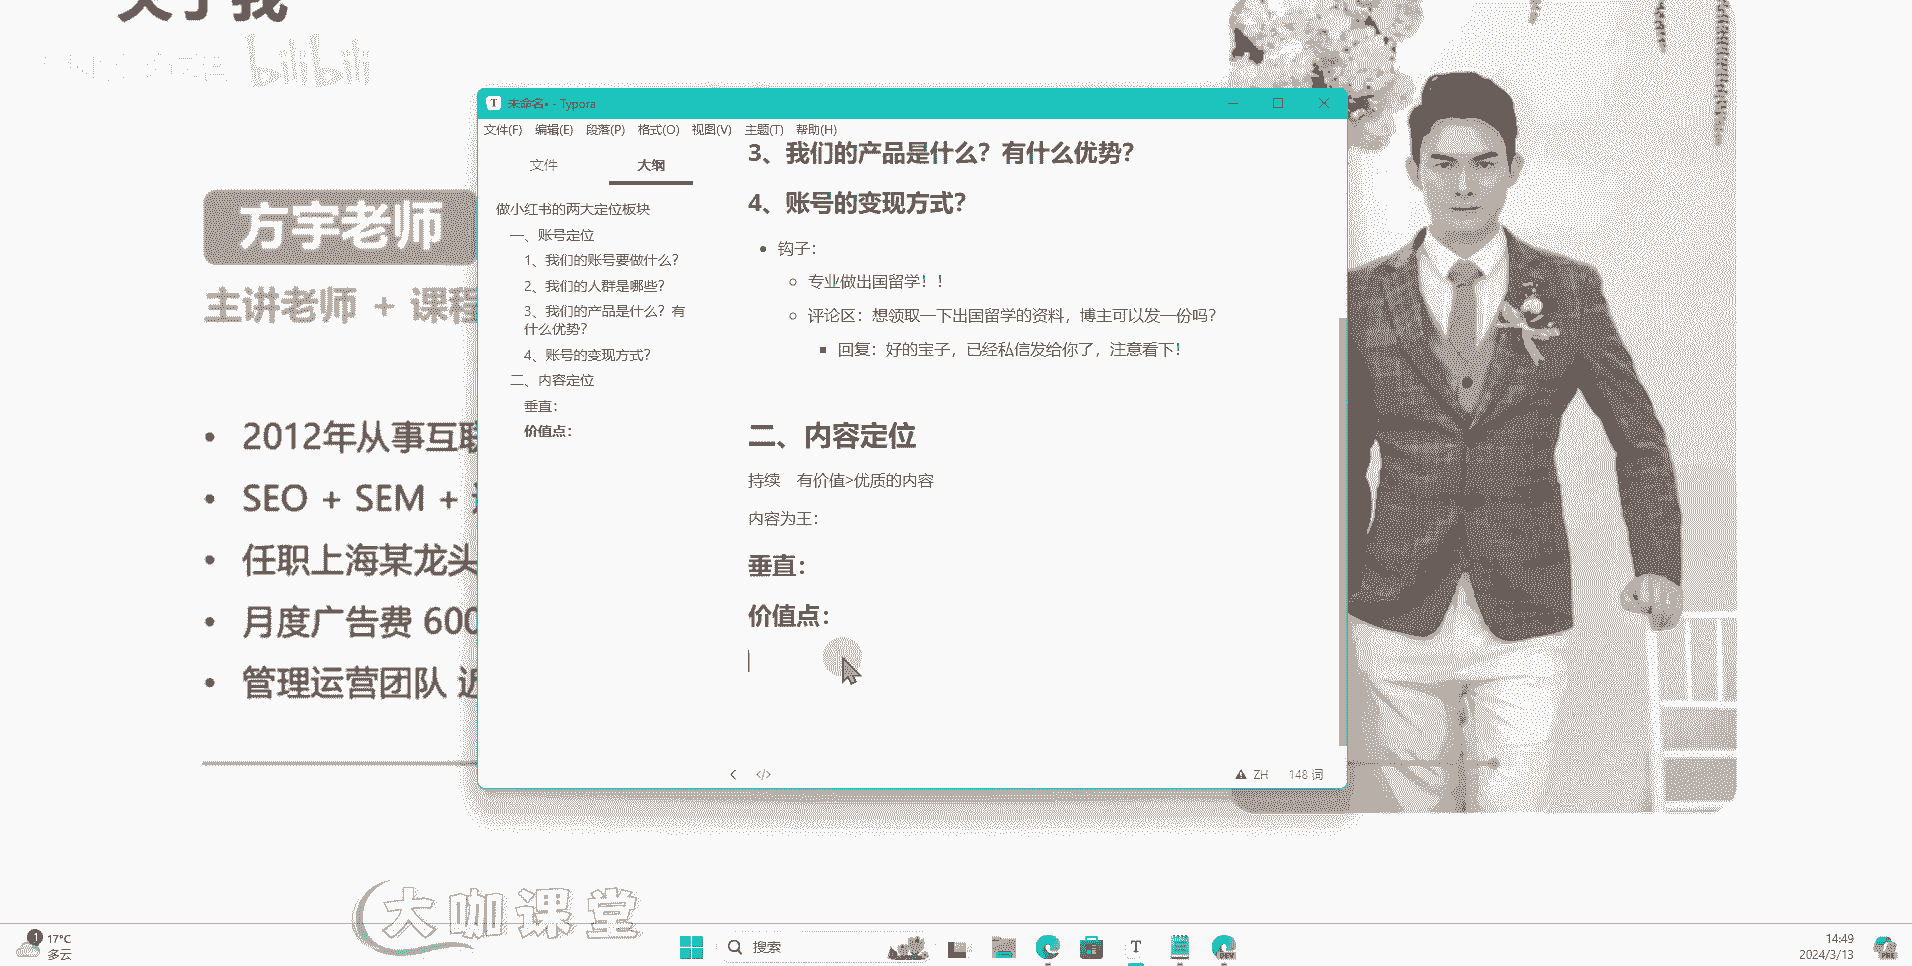 关于我
bilibili
方宇老师
主讲老师 + 课程
2012年从事互联
SEO + SEM +
任职上海某龙头
月度广告费 600
管理运营团队 近
未命名• - Typora
文件(F) 编辑(E) 段落(P) 格式(O) 视图(V) 主题(T) 帮助(H)
文件 大纲
做小红书的两大定位板块
一、账号定位
1、我们的账号要做什么？
2、我们的人群是哪些？
3、我们的产品是什么？有
什么优势？
4、账号的变现方式？
二、内容定位
垂直：
价值点：
3、我们的产品是什么？有什么优势？
4、账号的变现方式？
钩子：
专业做出国留学！！
评论区：想领取一下出国留学的资料，博主可以发一份吗？
回复：好的宝子，已经私信发给你了，注意看下！
二、内容定位
持续 有价值>优质的内容
内容为王：
垂直：
价值点：
ZH 148 词
大咖课堂
1
17°C
多云
搜索
T
DEV
14:49
2024/3/13
PRE